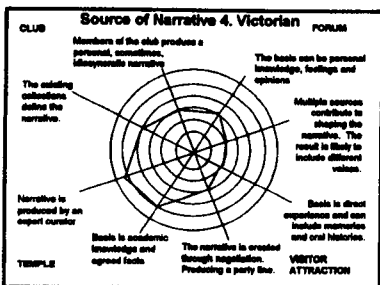 Source of Narrative 4. Victorian
CLUB
FORUM
Members of the club produce a
personal, sometimes,
idiosyncratic narrative
The basis can be personal
knowledge, feelings and
opinions
The existing
collections
define the
narrative.
Multiple sources
contribute to
shaping the
narrative. The
result is likely to
include different
values.
Narrative is
produced by an
expert curator
Basis is direct
experience and can
include memories
and oral histories.
Basis is academic
knowledge and
agreed facts
The narrative is created
through negotiation.
Producing a party line.
TEMPLE
VISITOR
ATTRACTION